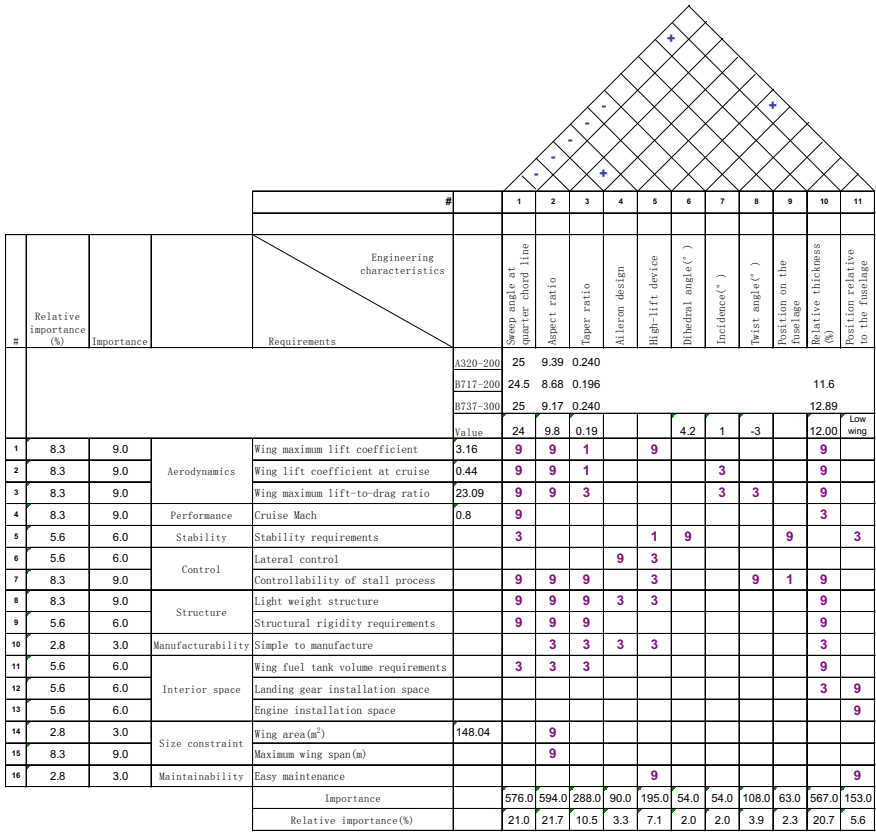 +
- +
-
-
-
- +
# 1 2 3 4 5 6 7 8 9 10 11
# Relative importance (%) Importance
Engineering characteristics
Requirements
Sweep angle at quarter chord line
Aspect ratio
Taper ratio
Aileron design
High-lift device
Dihedral angle(°)
Incidence(°)
Twist angle(°)
Position on the fuselage
Relative thickness (%)
Position relative to the fuselage
A320-200 25 9.39 0.240
B717-200 24.5 8.68 0.196 11.6
B737-300 25 9.17 0.240 12.89
Value 24 9.8 0.19 4.2 1 -3 12.00 Low wing
1 8.3 9.0 Wing maximum lift coefficient 3.16 9 9 1 9 9
2 8.3 9.0 Aerodynamics Wing lift coefficient at cruise 0.44 9 9 1 3 9
3 8.3 9.0 Wing maximum lift-to-drag ratio 23.09 9 9 3 3 3 9
4 8.3 9.0 Performance Cruise Mach 0.8 9 3
5 5.6 6.0 Stability Stability requirements 3 1 9 9 3
6 5.6 6.0 Control Lateral control 9 3
7 8.3 9.0 Controllability of stall process 9 9 9 3 9 1 9
8 8.3 9.0 Structure Light weight structure 9 9 9 3 3 9
9 5.6 6.0 Structural rigidity requirements 9 9 9 9
10 2.8 3.0 Manufacturability Simple to manufacture 3 3 3 3 3
11 5.6 6.0 Wing fuel tank volume requirements 3 3 3 9
12 5.6 6.0 Interior space Landing gear installation space 3 9
13 5.6 6.0 Engine installation space 9
14 2.8 3.0 Size constraint Wing area(m²) 148.04 9
15 8.3 9.0 Maximum wing span(m) 9
16 2.8 3.0 Maintainability Easy maintenance 9 9
Importance 576.0 594.0 288.0 90.0 195.0 54.0 54.0 108.0 63.0 567.0 153.0
Relative importance(%) 21.0 21.7 10.5 3.3 7.1 2.0 2.0 3.9 2.3 20.7 5.6